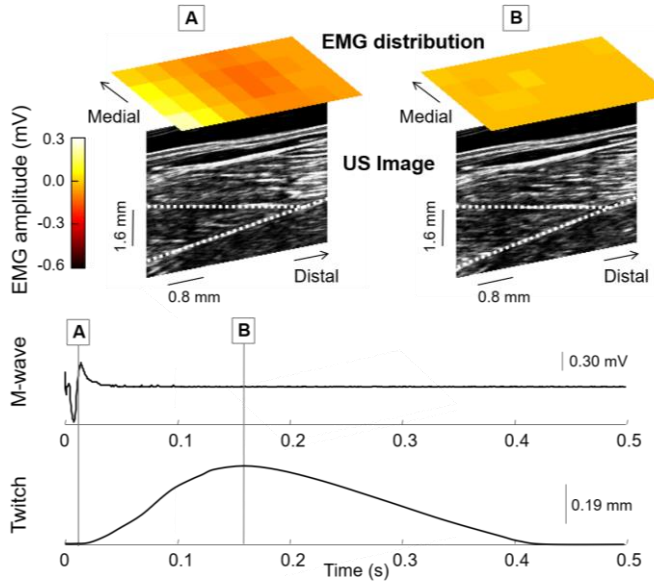 A
B
EMG distribution
Medial
Medial
EMG amplitude (mV)
0.3
0.0
-0.3
-0.6
US Image
1.6 mm
1.6 mm
Distal
Distal
0.8 mm
0.8 mm
A
B
M-wave
0.30 mV
0
0.1
0.2
0.3
0.4
0.5
Twitch
0.19 mm
0
0.1
0.2
0.3
0.4
0.5
Time (s)